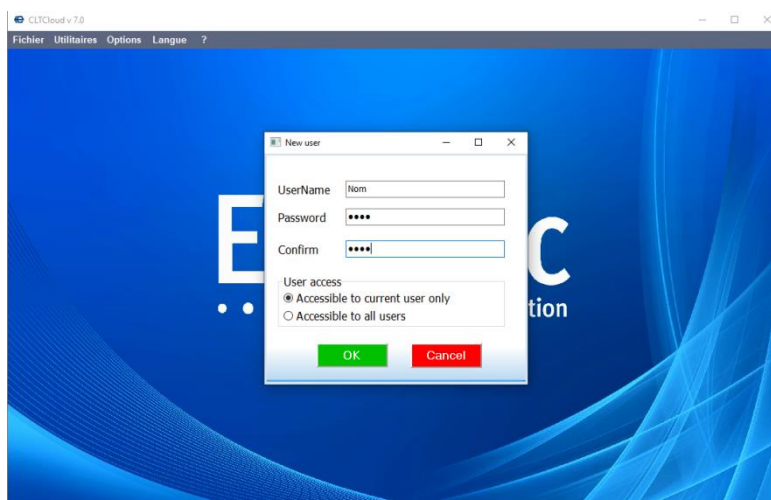 CLTCloud v 7.0
Fichier Utilitaires Options Langue ?
New user
UserName Nom
Password ••••
Confirm ••••
User access
Accessible to current user only
Accessible to all users
OK Cancel